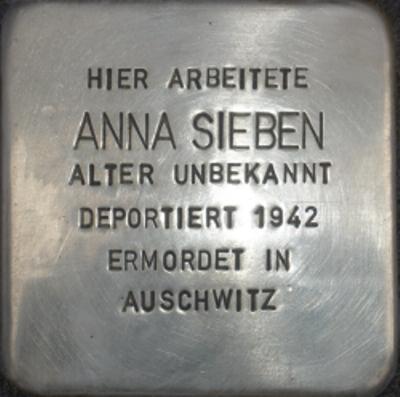 HIER ARBEITETE
ANNA SIEBEN
ALTER UNBEKANNT
DEPORTIERT 1942
ERMORDET IN
AUSCHWITZ